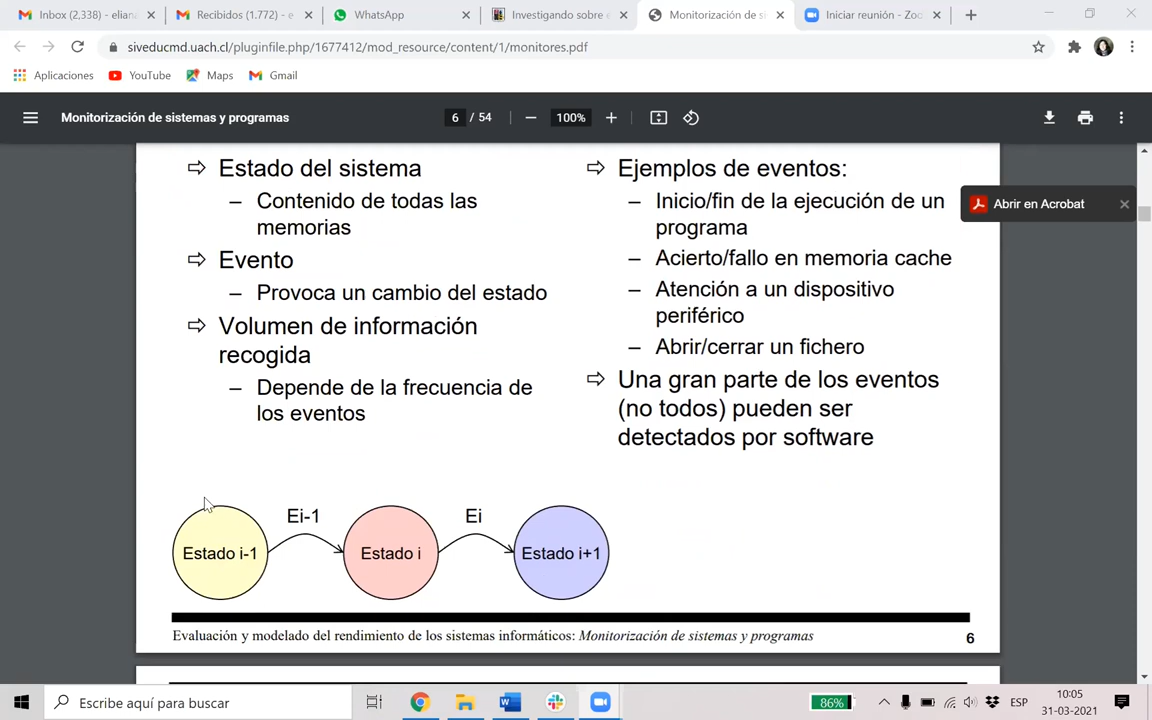 Inbox (2,338) - elian
Recibidos (1.772) - e
WhatsApp
Investigando sobre e
Monitorización de si
Iniciar reunión - Zoo
siveducmd.uach.cl/pluginfile.php/1677412/mod_resource/content/1/monitores.pdf
Aplicaciones
YouTube
Maps
Gmail
Monitorización de sistemas y programas
6 / 54
100%
Abrir en Acrobat
Estado del sistema
– Contenido de todas las
memorias
Evento
– Provoca un cambio del estado
Volumen de información
recogida
– Depende de la frecuencia de
los eventos
Ejemplos de eventos:
– Inicio/fin de la ejecución de un
programa
– Acierto/fallo en memoria cache
– Atención a un dispositivo
periférico
– Abrir/cerrar un fichero
Una gran parte de los eventos
(no todos) pueden ser
detectados por software
Ei-1
Ei
Estado i-1
Estado i
Estado i+1
Evaluación y modelado del rendimiento de los sistemas informáticos: Monitorización de sistemas y programas
6
Escribe aquí para buscar
86%
ESP
10:05
31-03-2021